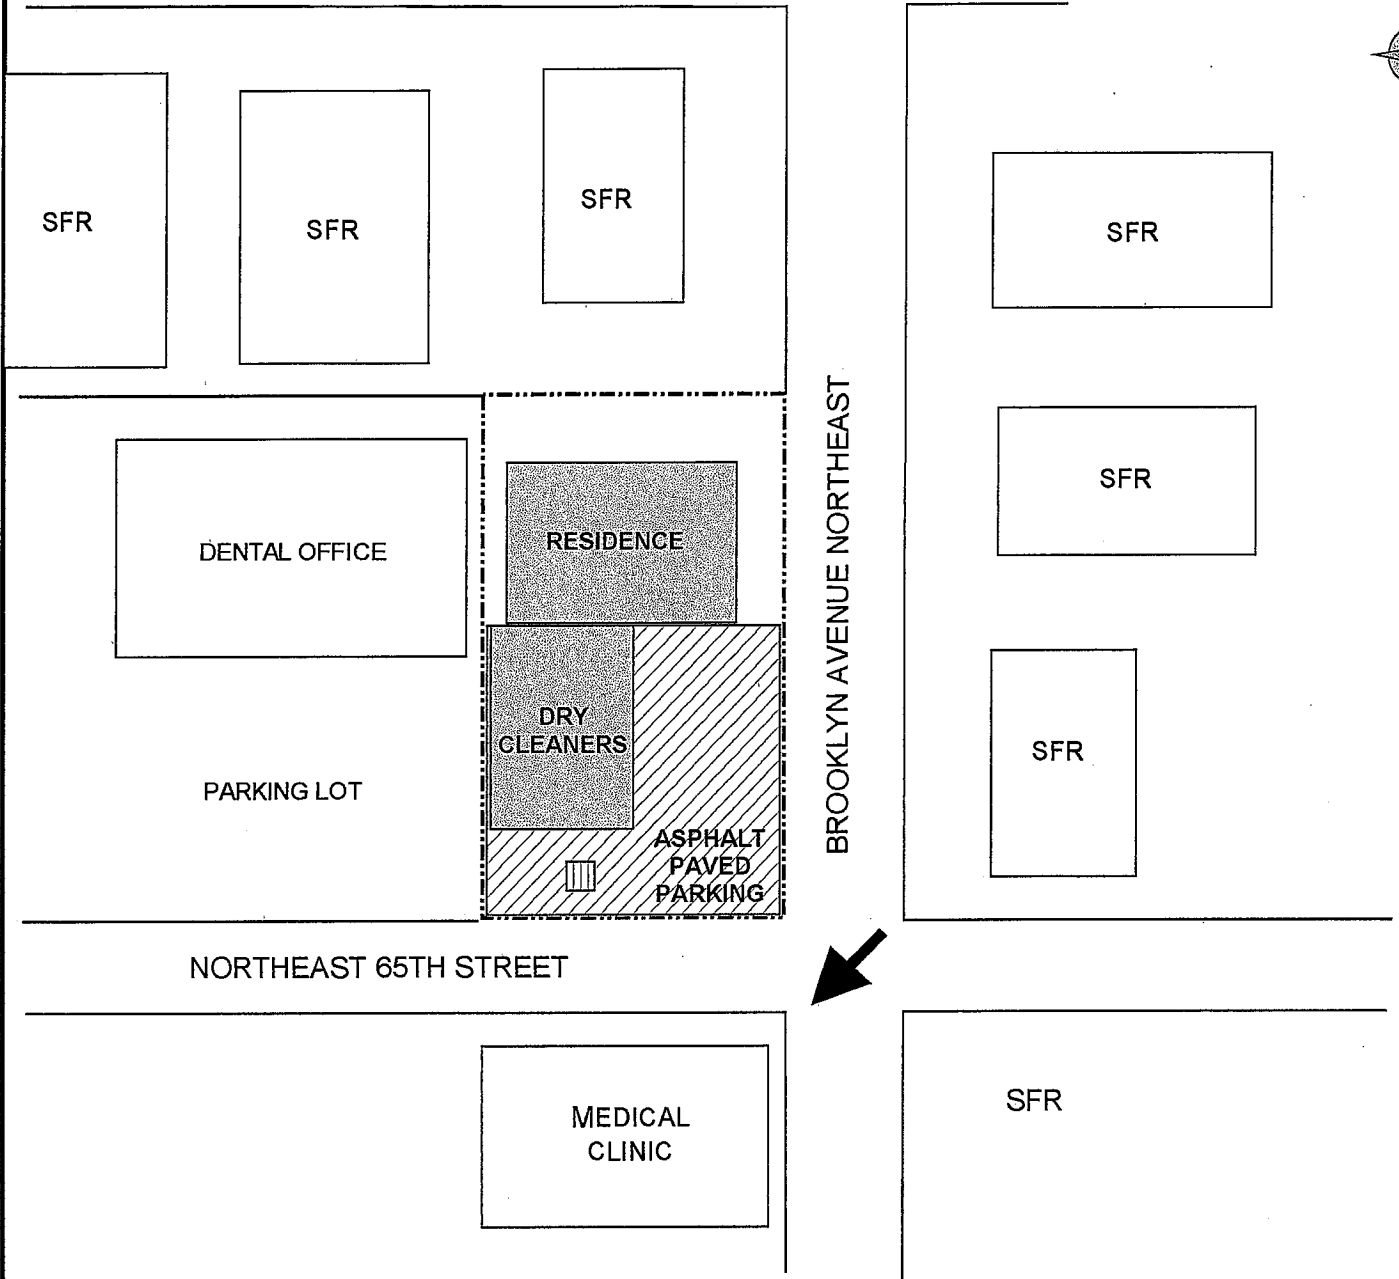 SFR
SFR
SFR
SFR
BROOKLYN AVENUE NORTHEAST
SFR
DENTAL OFFICE
RESIDENCE
DRY
CLEANERS
SFR
PARKING LOT
ASPHALT
PAVED
PARKING
NORTHEAST 65TH STREET
MEDICAL
CLINIC
SFR